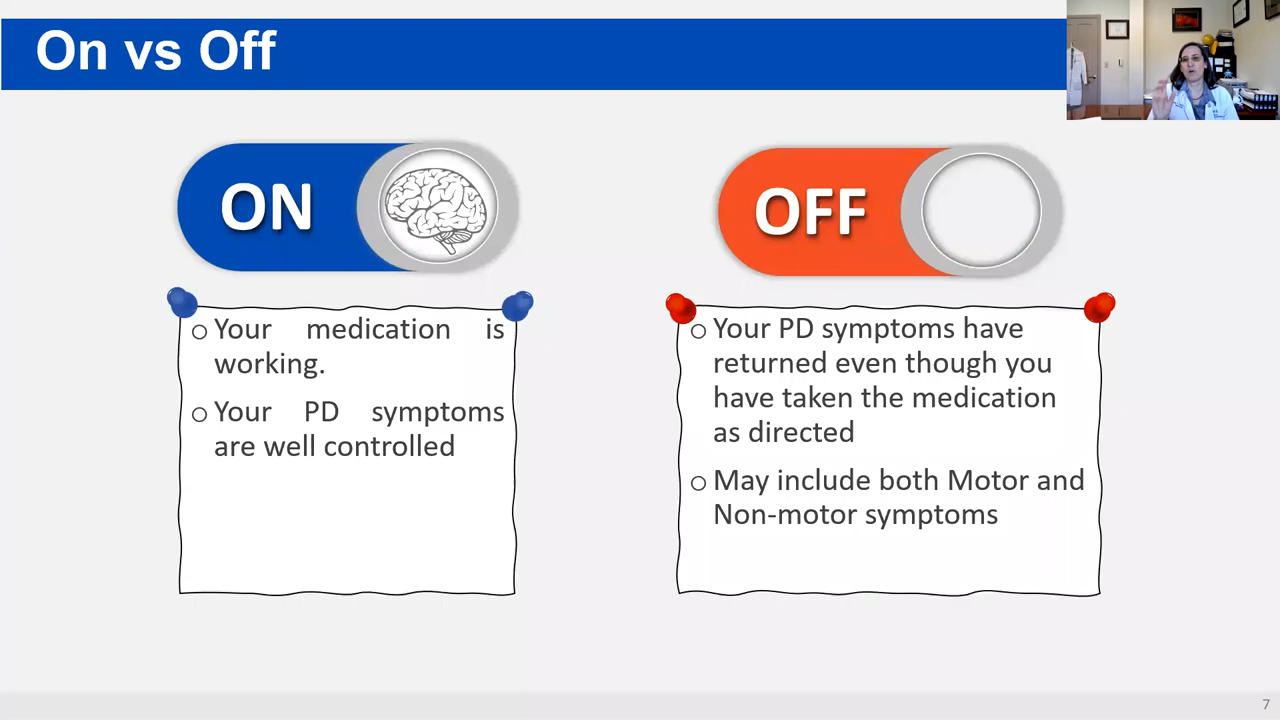 On vs Off
ON
○ Your medication is
working.
○ Your PD symptoms
are well controlled
OFF
○ Your PD symptoms have
returned even though you
have taken the medication
as directed
○ May include both Motor and
Non-motor symptoms
7